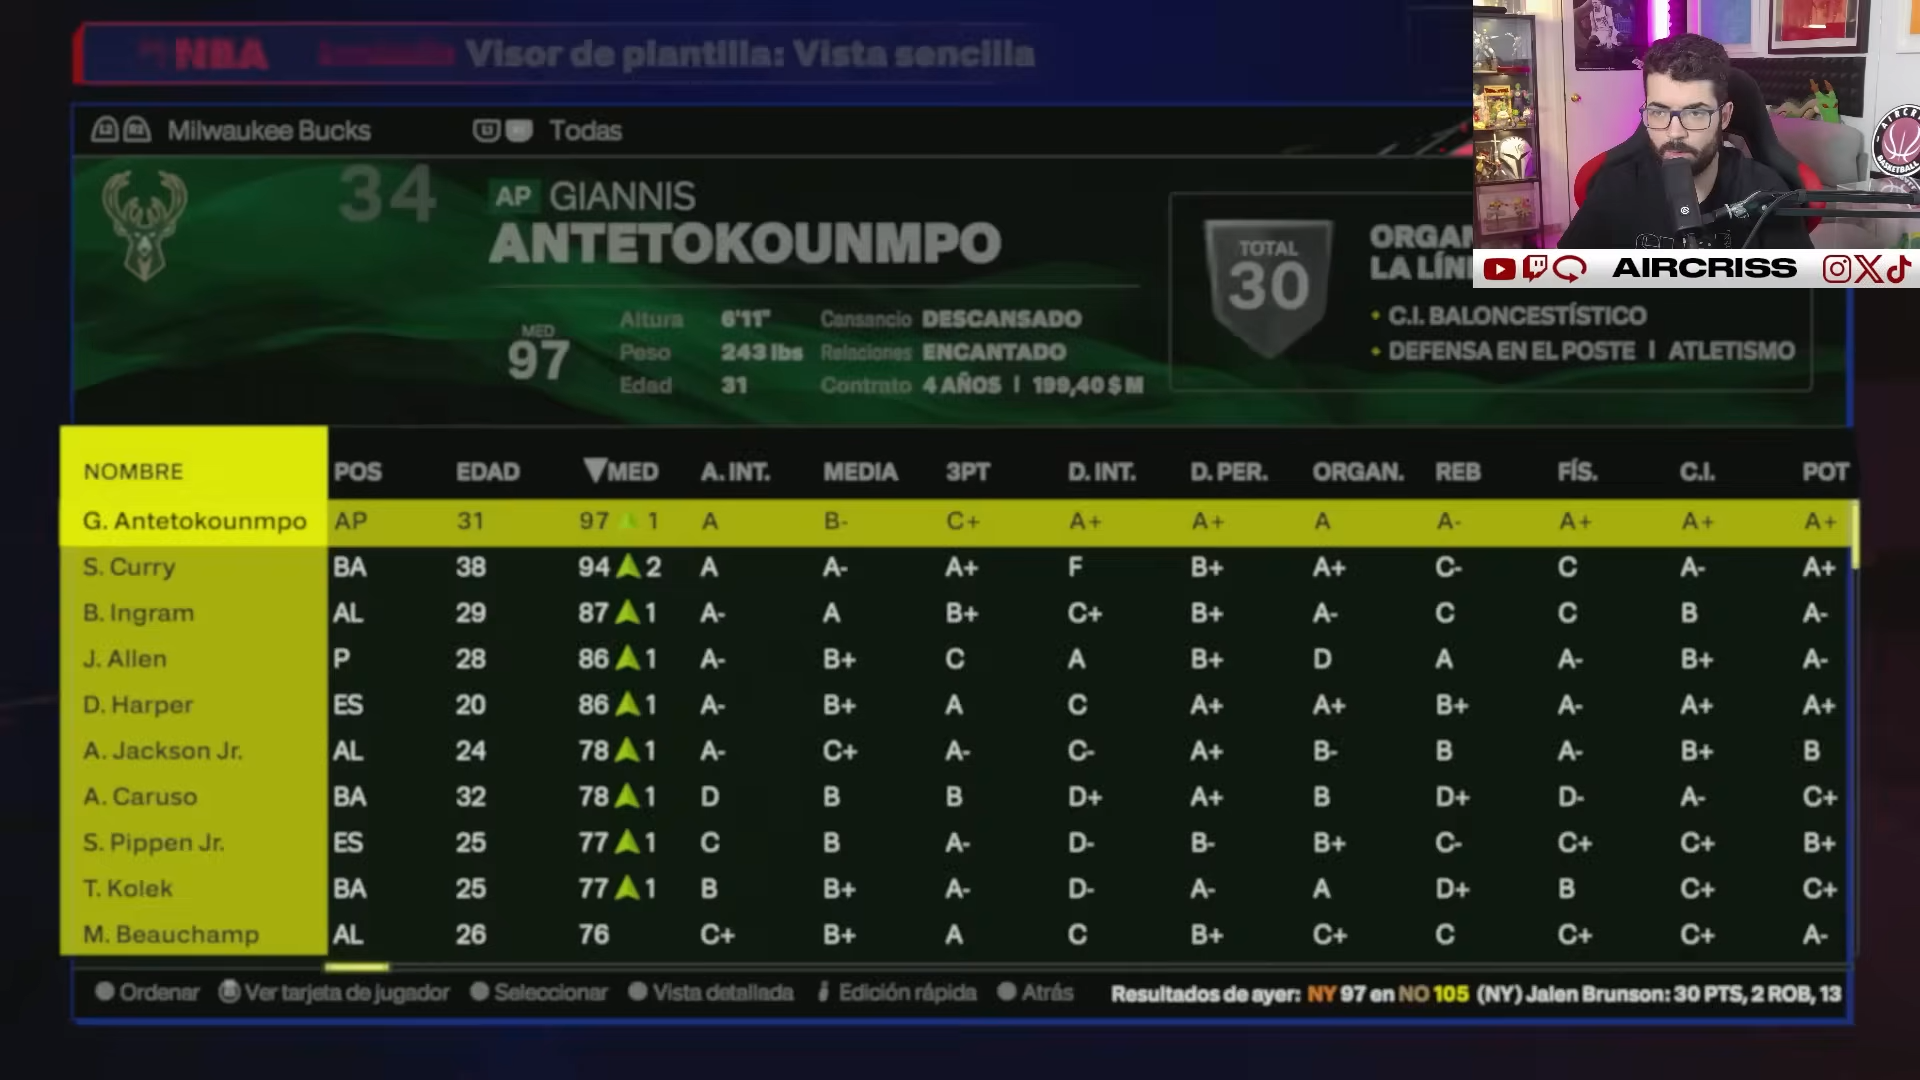 NBA Visor de plantilla: Vista sencilla
Milwaukee Bucks Todas
34
AP GIANNIS
ANTETOKOUNMPO
MED
97
Altura 6'11" Cansancio DESCANSADO
Peso 243 lbs Relaciones ENCANTADO
Edad 31 Contrato 4 AÑOS | 199,40 $ M
TOTAL
30
ORGAN
LA LÍN
• C.I. BALONCESTÍSTICO
• DEFENSA EN EL POSTE | ATLETISMO
AIRCRISS
BASKETBALL
NOMBRE POS EDAD MED A. INT. MEDIA 3PT D. INT. D. PER. ORGAN. REB FÍS. C.I. POT
G. Antetokounmpo AP 31 97 1 A B- C+ A+ A+ A A- A+ A+ A+
S. Curry BA 38 94 2 A A- A+ F B+ A+ C- C A- A+
B. Ingram AL 29 87 1 A- A B+ C+ B+ A- C C B A-
J. Allen P 28 86 1 A- B+ C A B+ D A A- B+ A-
D. Harper ES 20 86 1 A- B+ A C A+ A+ B+ A- A+ A+
A. Jackson Jr. AL 24 78 1 A- C+ A- C- A+ B- B A- B+ B
A. Caruso BA 32 78 1 D B B D+ A+ B D+ D- A- C+
S. Pippen Jr. ES 25 77 1 C B A- D- B- B+ C- C+ C+ B+
T. Kolek BA 25 77 1 B B+ A- D- A- A D+ B C+ C+
M. Beauchamp AL 26 76 C+ B+ A C B+ C+ C C+ C+ A-
Ordenar Ver tarjeta de jugador Seleccionar Vista detallada Edición rápida Atrás Resultados de ayer: NY 97 en NO 105 (NY) Jalen Brunson: 30 PTS, 2 ROB, 13